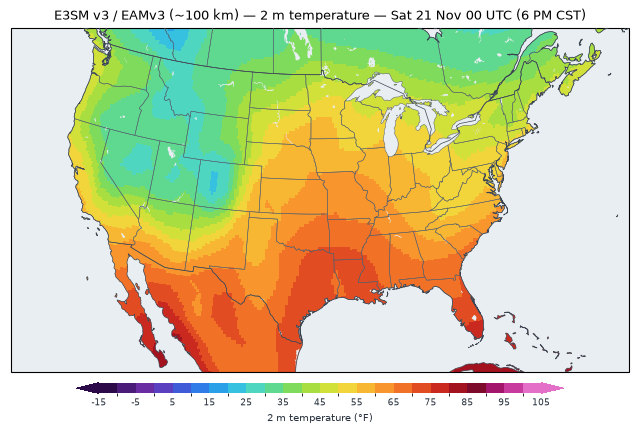 E3SM v3 / EAMv3 (~100 km) — 2 m temperature — Sat 21 Nov 00 UTC (6 PM CST)
-15 -5 5 15 25 35 45 55 65 75 85 95 105
2 m temperature (°F)